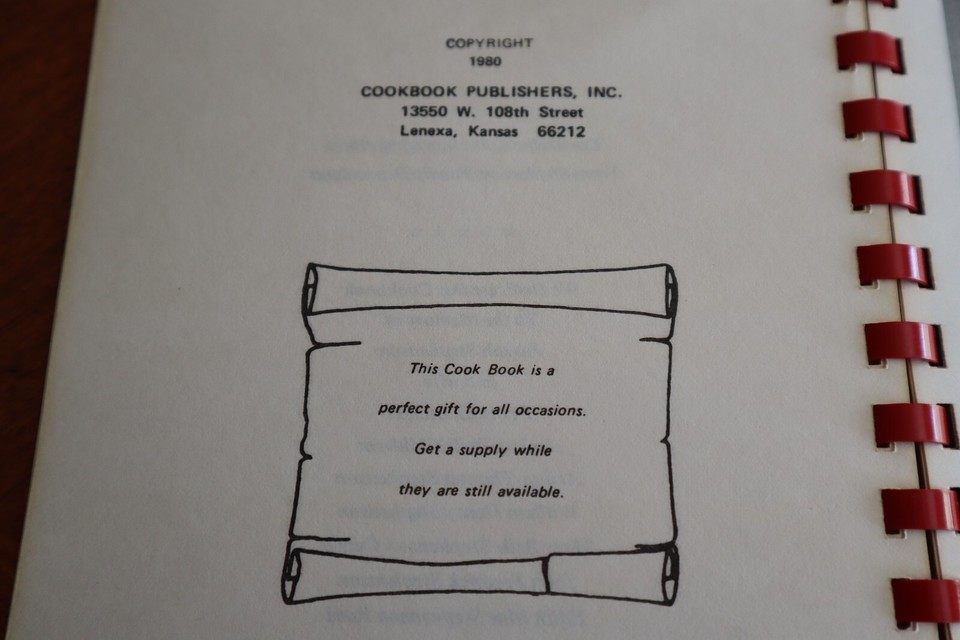 COPYRIGHT
1980
COOKBOOK PUBLISHERS, INC.
13550 W. 108th Street
Lenexa, Kansas 66212
This Cook Book is a
perfect gift for all occasions.
Get a supply while
they are still available.